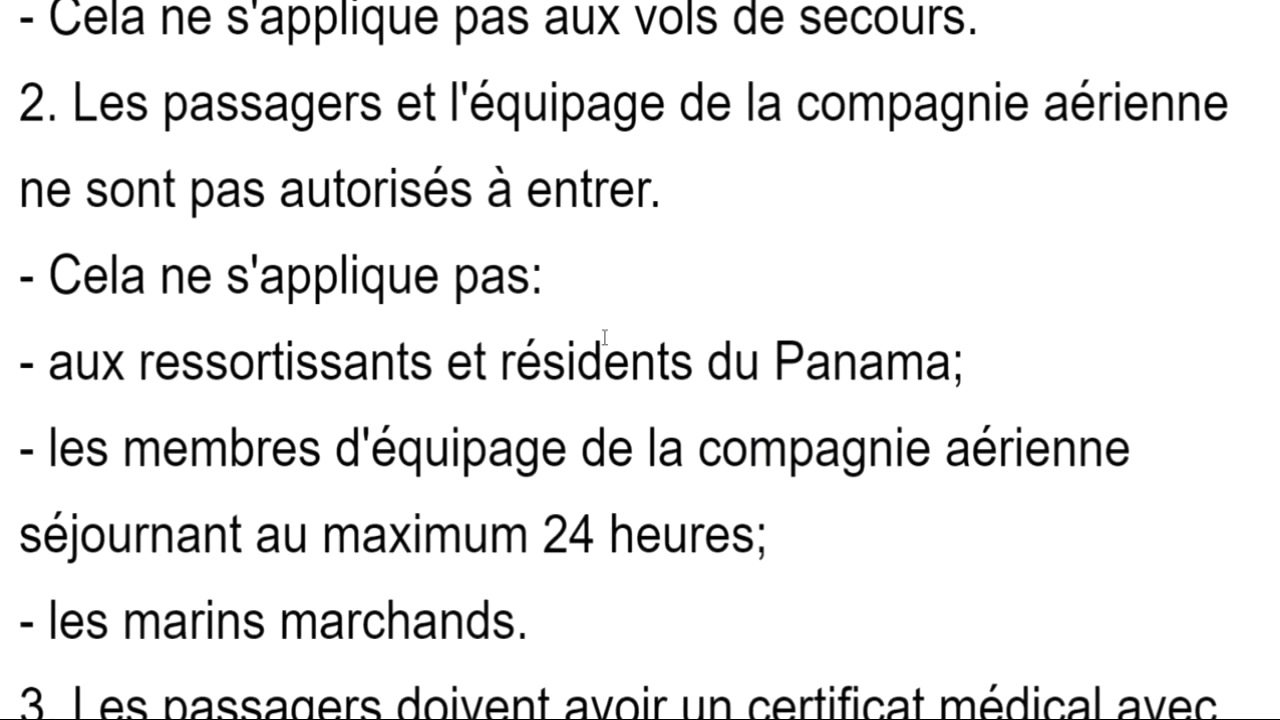 - Cela ne s'applique pas aux vols de secours.
2. Les passagers et l'équipage de la compagnie aérienne
ne sont pas autorisés à entrer.
- Cela ne s'applique pas:
- aux ressortissants et résidents du Panama;
- les membres d'équipage de la compagnie aérienne
séjournant au maximum 24 heures;
- les marins marchands.
3. Les passagers doivent avoir un certificat médical avec